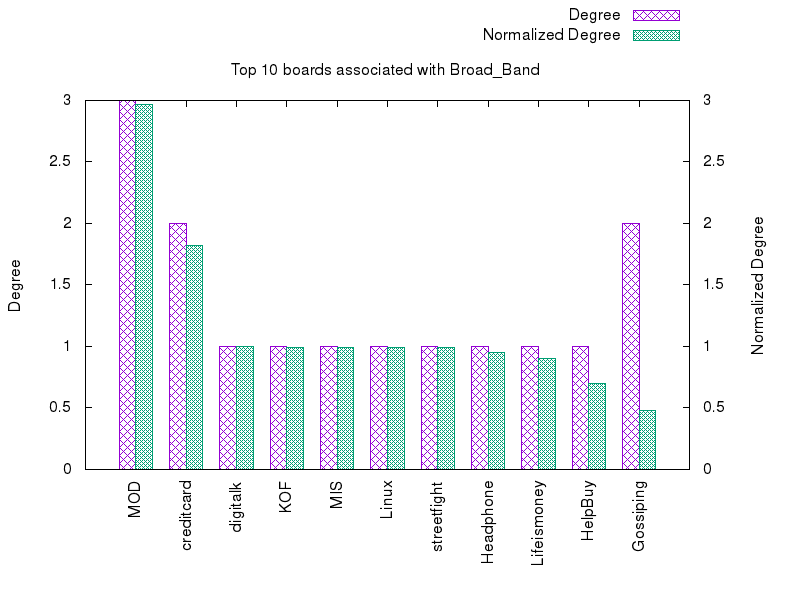 Degree
Normalized Degree
Top 10 boards associated with Broad_Band
3
2.5
2
1.5
1
0.5
0
3
2.5
2
1.5
1
0.5
0
Degree
Normalized Degree
MOD
creditcard
digitalk
KOF
MIS
Linux
streetfight
Headphone
Lifeismoney
HelpBuy
Gossiping